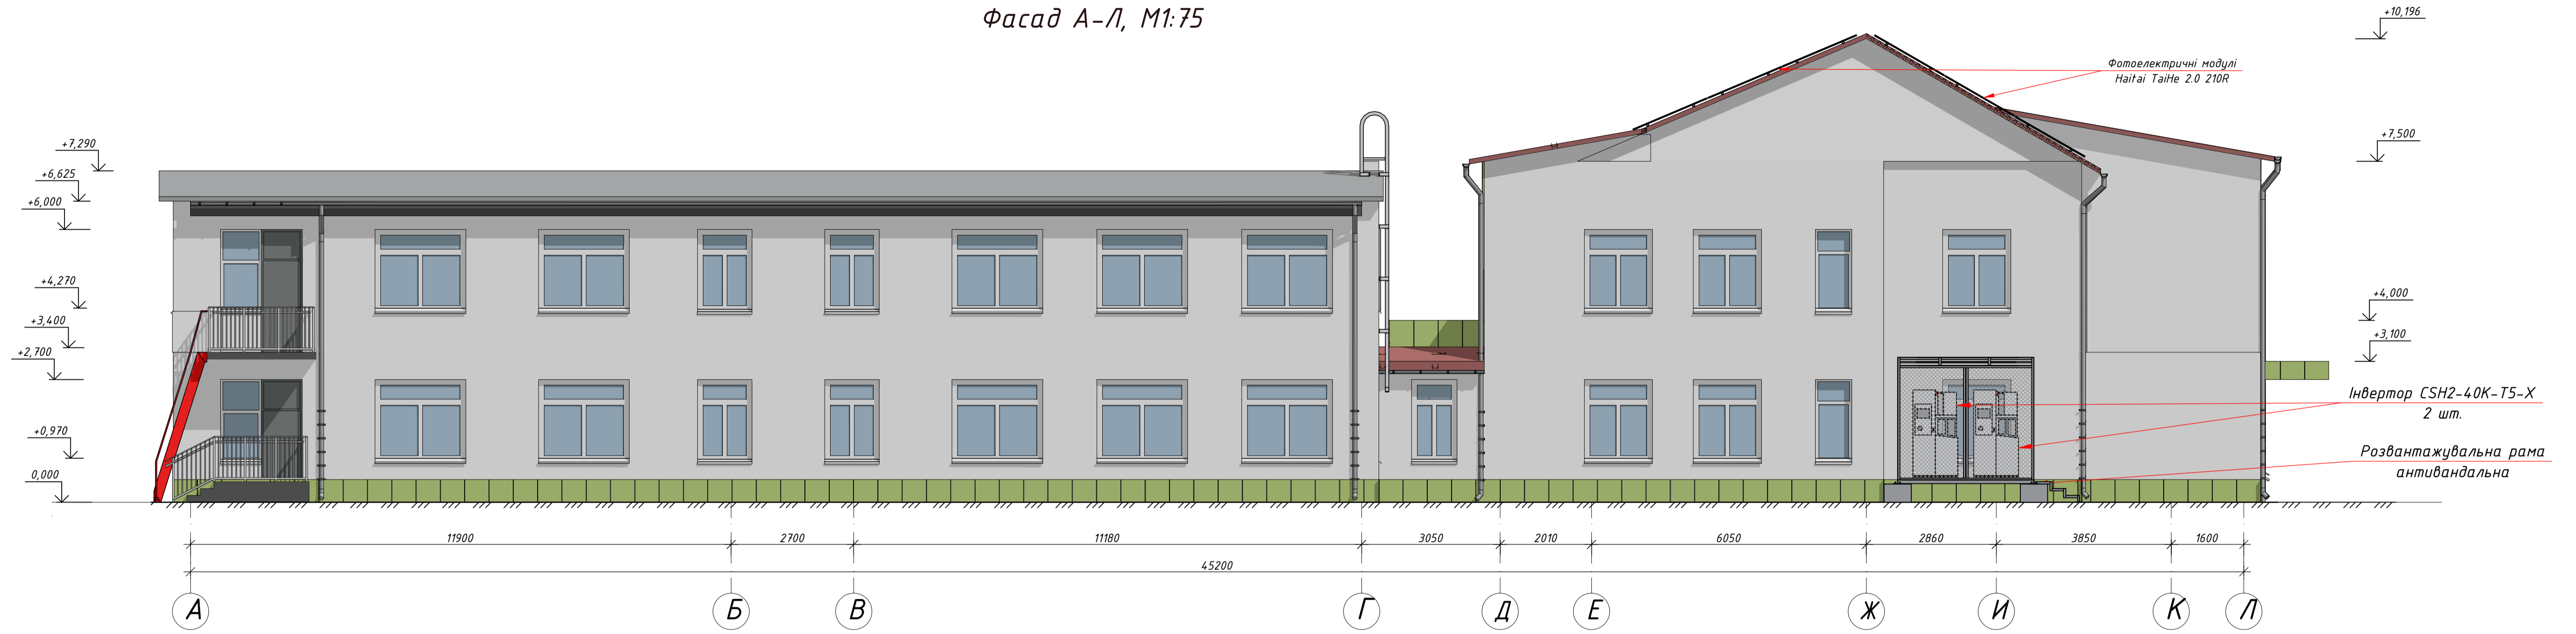 Фасад А-Л, М1:75
+10,196
Фотоелектричні модулі
Haitai TaiHe 2.0 210R
+7,290
+7,500
+6,625
+6,000
+4,270
+4,000
+3,400
+3,100
+2,700
Інвертор CSH2-40K-T5-X
2 шт.
+0,970
Розвантажувальна рама
антивандальна
0,000
11900 2700 11180 3050 2010 6050 2860 3850 1600
45200
А Б В Г Д Е Ж И К Л